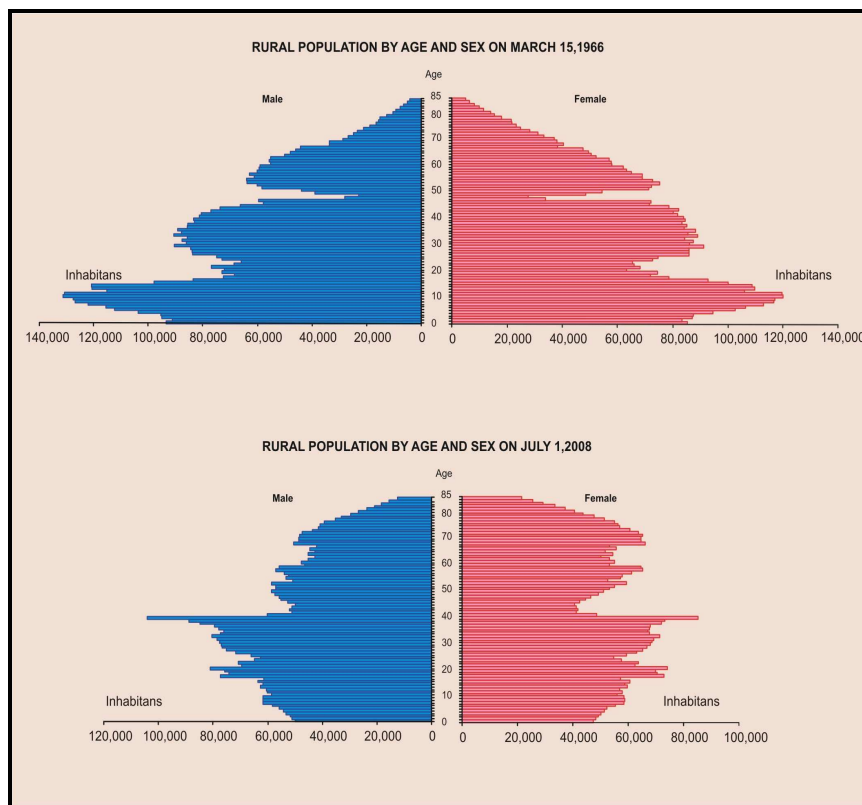 RURAL POPULATION BY AGE AND SEX ON MARCH 15,1966
Age
Male
85
Female
80
70
60
50
40
30
20
10
0
Inhabitans
Inhabitans
140,000 120,000 100,000 80,000 60,000 40,000 20,000 0
0 20,000 40,000 60,000 80,000 100,000 120,000 140,000
RURAL POPULATION BY AGE AND SEX ON JULY 1,2008
Age
Male
85
Female
80
70
60
50
40
30
20
10
0
Inhabitans
Inhabitans
120,000 100,000 80,000 60,000 40,000 20,000 0
0 20,000 40,000 60,000 80,000 100,000